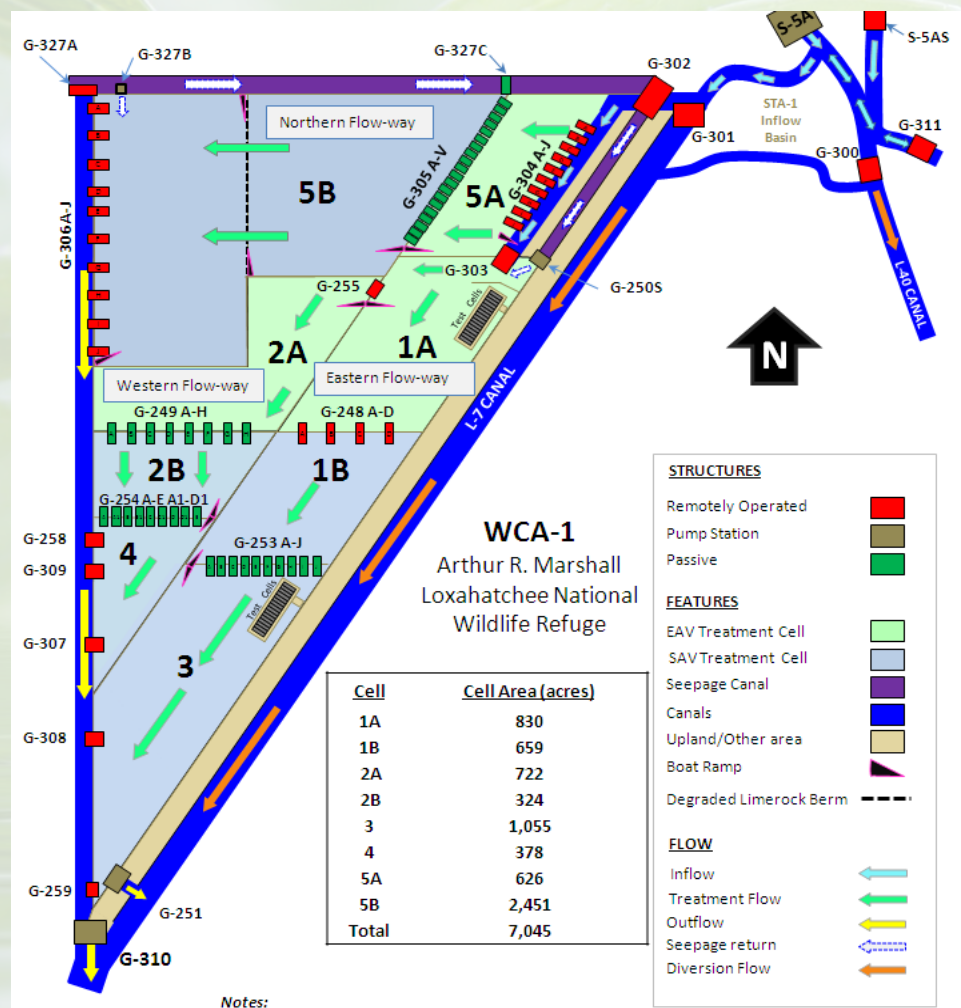 G-327A
G-327B
G-327C
G-302
S-5A
S-5AS
Northern Flow-way
STA-1
Inflow
Basin
G-301
G-311
G-300
G-305 A-V
G-304 A-J
5B
5A
G-306A-J
G-303
G-255
G-250S
L-40 CANAL
Test Cells
1A
2A
N
Western Flow-way
Eastern Flow-way
L-7 CANAL
G-249 A-H
G-248 A-D
2B
1B
G-254 A-E A1-D1
G-258
G-253 A-J
4
G-309
Test Cells
G-307
3
G-308
G-259
G-251
G-310
WCA-1
Arthur R. Marshall
Loxahatchee National
Wildlife Refuge
Cell Cell Area (acres)
1A 830
1B 659
2A 722
2B 324
3 1,055
4 378
5A 626
5B 2,451
Total 7,045
STRUCTURES
Remotely Operated
Pump Station
Passive
FEATURES
EAV Treatment Cell
SAV Treatment Cell
Seepage Canal
Canals
Upland/Other area
Boat Ramp
Degraded Limerock Berm
FLOW
Inflow
Treatment Flow
Outflow
Seepage return
Diversion Flow
Notes: